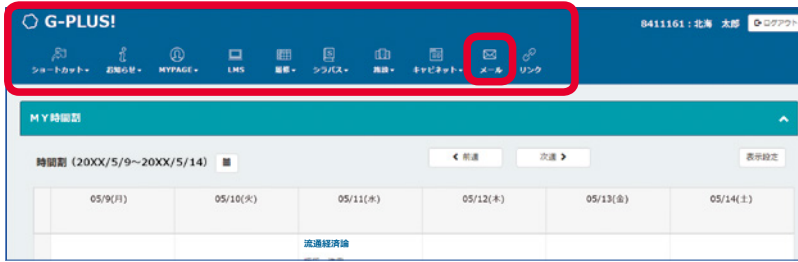 G-PLUS!
8411161：北海 太郎 ログアウト
ショートカット お知らせ MYPAGE LMS 履修 シラバス 施設 キャビネット メール リンク
MY時間割
時間割（20XX/5/9～20XX/5/14） 前週 次週 表示設定
05/9(月) 05/10(火) 05/11(水) 05/12(木) 05/13(金) 05/14(土)
流通経済論